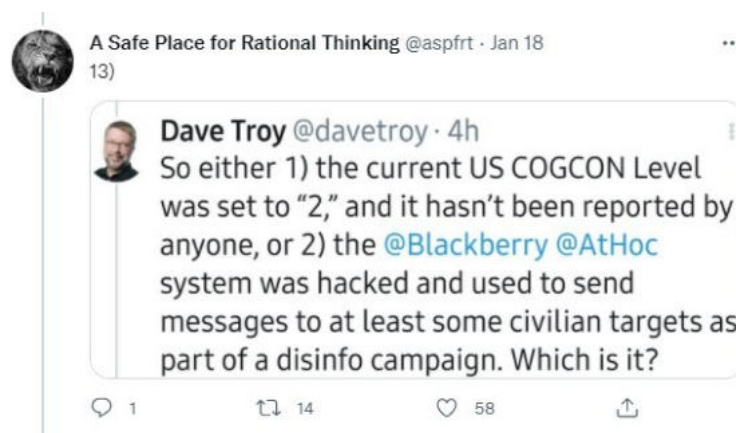 A Safe Place for Rational Thinking @aspfrt · Jan 18
13)
Dave Troy @davetroy · 4h
So either 1) the current US COGCON Level
was set to “2,” and it hasn’t been reported by
anyone, or 2) the @Blackberry @AtHoc
system was hacked and used to send
messages to at least some civilian targets as
part of a disinfo campaign. Which is it?
1 14 58